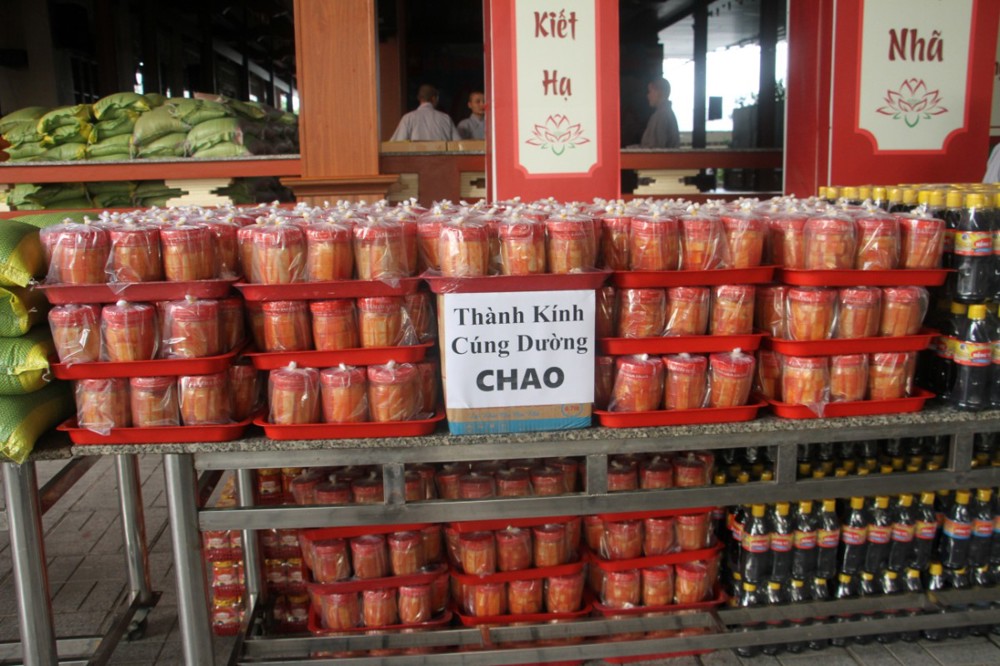 Kiết
Hạ
Nhã
Thành Kính
Cúng Dường
CHAO